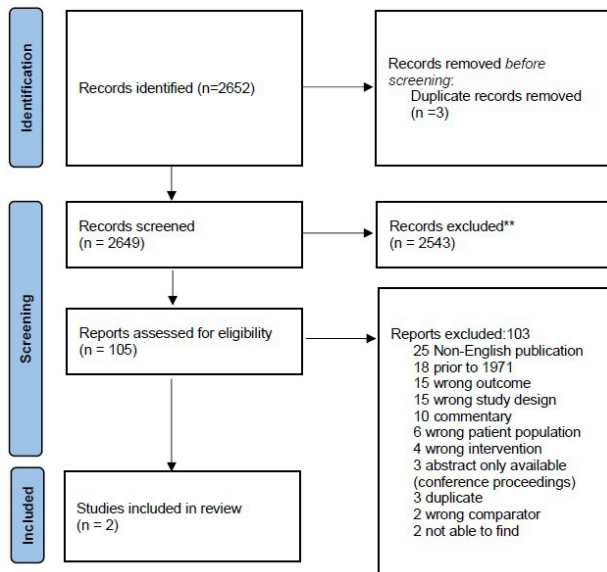 Identification
Records identified (n=2652)
Records removed before
screening:
Duplicate records removed
(n =3)
Screening
Records screened
(n = 2649)
Records excluded**
(n = 2543)
Reports assessed for eligibility
(n = 105)
Reports excluded:103
25 Non-English publication
18 prior to 1971
15 wrong outcome
15 wrong study design
10 commentary
6 wrong patient population
4 wrong intervention
3 abstract only available
(conference proceedings)
3 duplicate
2 wrong comparator
2 not able to find
Included
Studies included in review
(n = 2)